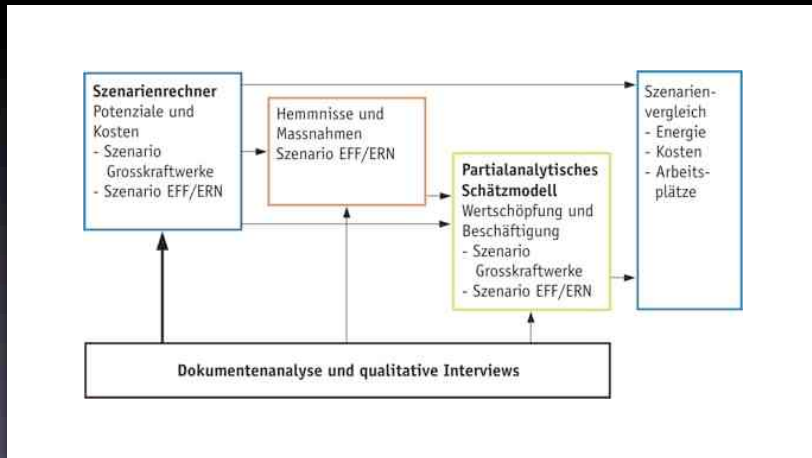 Szenarienrechner
Potenziale und
Kosten
- Szenario
Grosskraftwerke
- Szenario EFF/ERN
Hemmnisse und
Massnahmen
Szenario EFF/ERN
Partialanalytisches
Schätzmodell
Wertschöpfung und
Beschäftigung
- Szenario
Grosskraftwerke
- Szenario EFF/ERN
Szenarien-
vergleich
- Energie
- Kosten
- Arbeits-
plätze
Dokumentenanalyse und qualitative Interviews